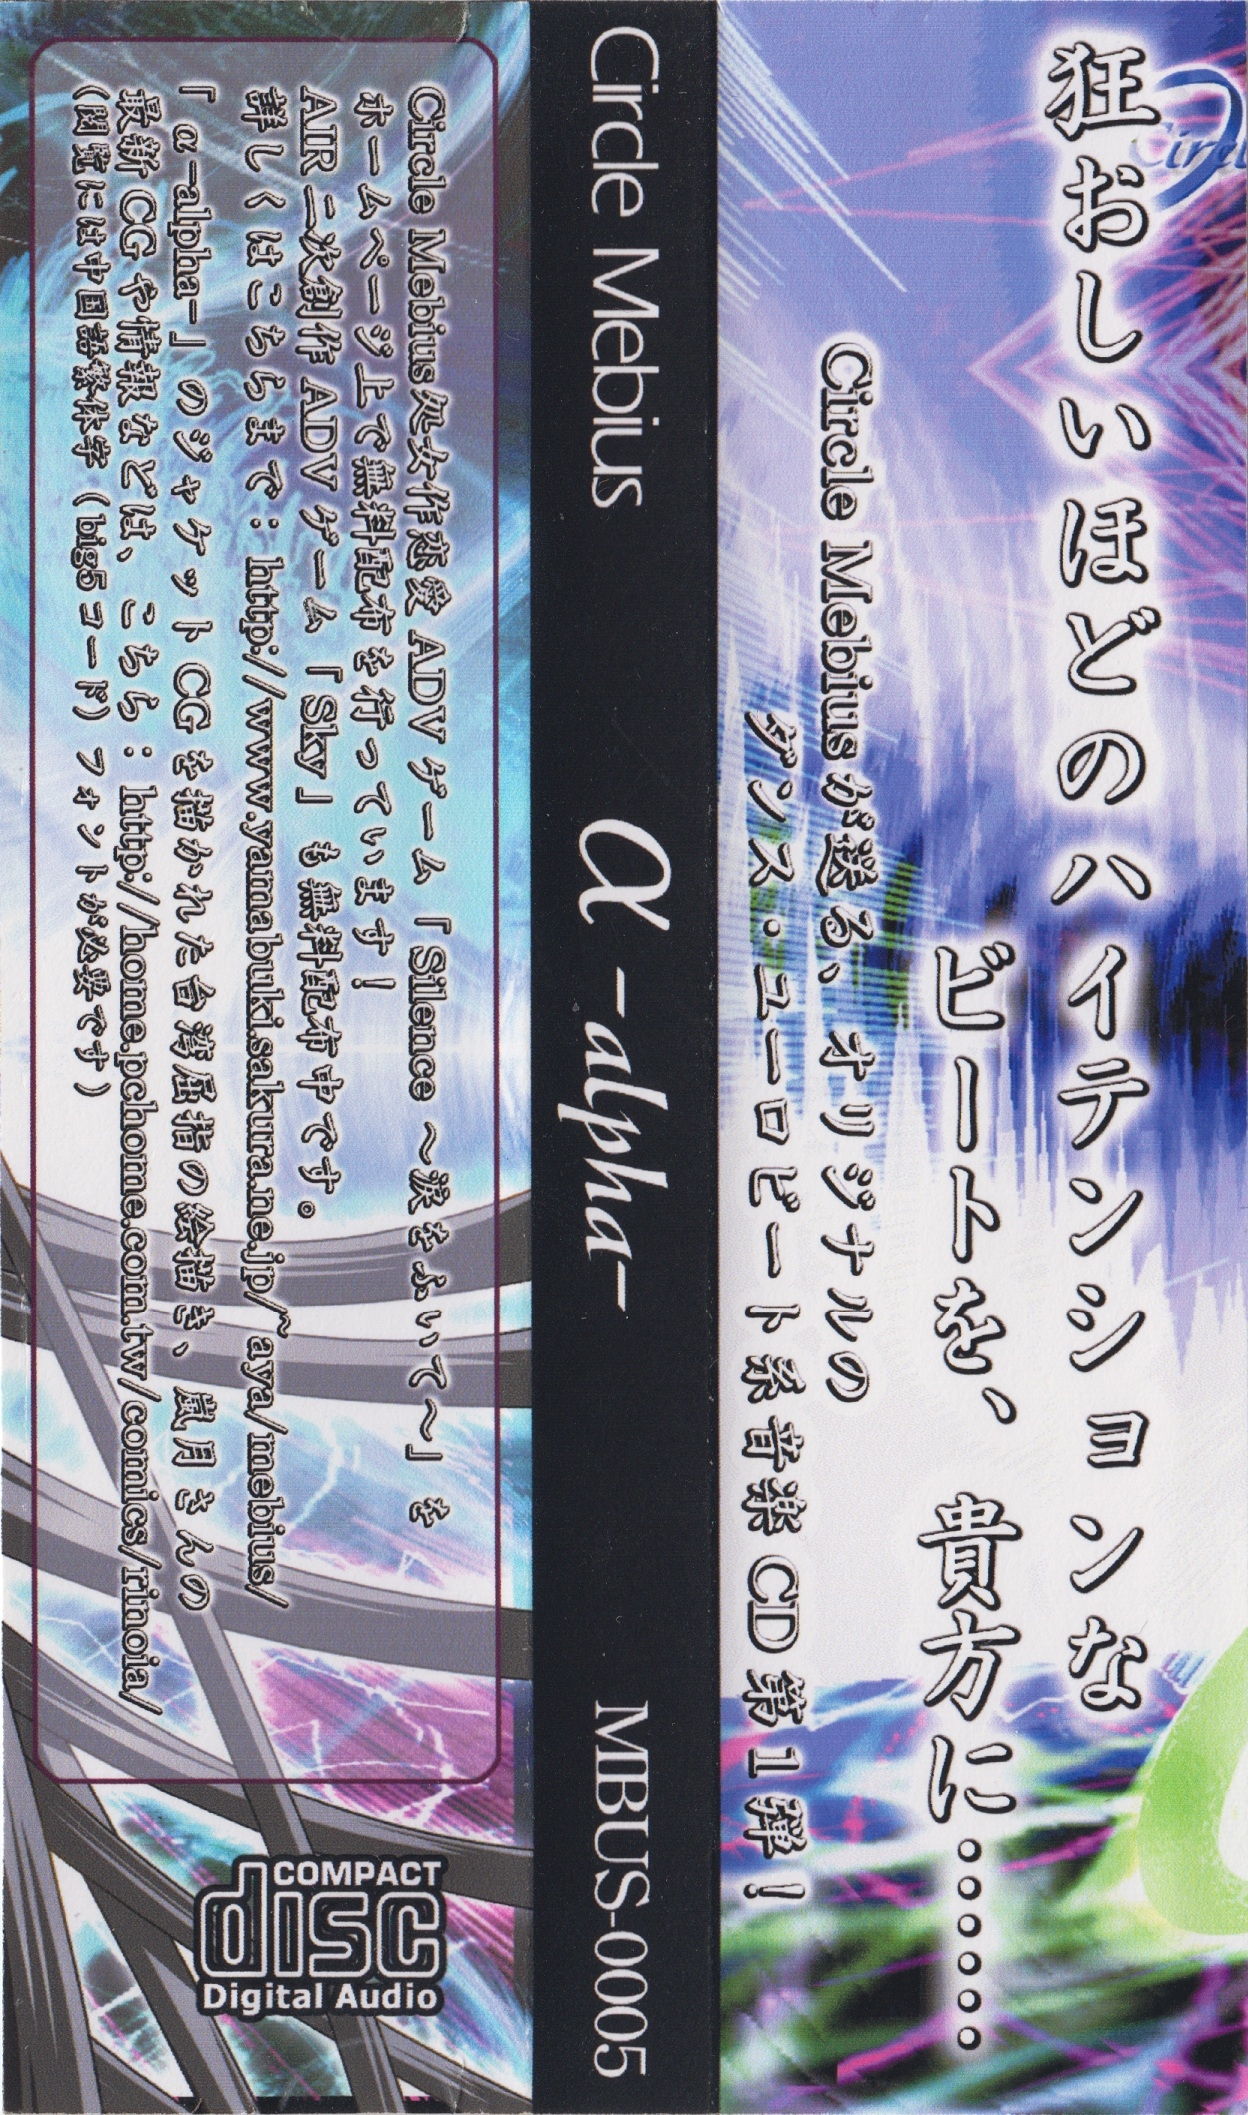 Circl
狂おしいほどのハイテンションな
ビートを、貴方に……
Circle Mebiusが送る、オリジナルの
ダンス・ユーロビート系音楽CD第1弾！
Circle Mebius
α -alpha-
MBUS-0005
Circle Mebius処女作恋愛ADVゲーム「Silence ～涙をふいて～」を
ホームページ上で無料配布を行っています！
AIR二次創作ADVゲーム「Sky」も無料配布中です。
詳しくはこちらまで：http://www.yamabuki.sakura.ne.jp/~aya/mebius/
「α-alpha-」のジャケットCGを描かれた台湾屈指の絵描き、嵐月さんの
最新CGや情報などは、こちら：http://home.pchome.com.tw/comics/rinoia/
（閲覧には中国語繁体字（big5コード）フォントが必要です）
COMPACT
disc
Digital Audio